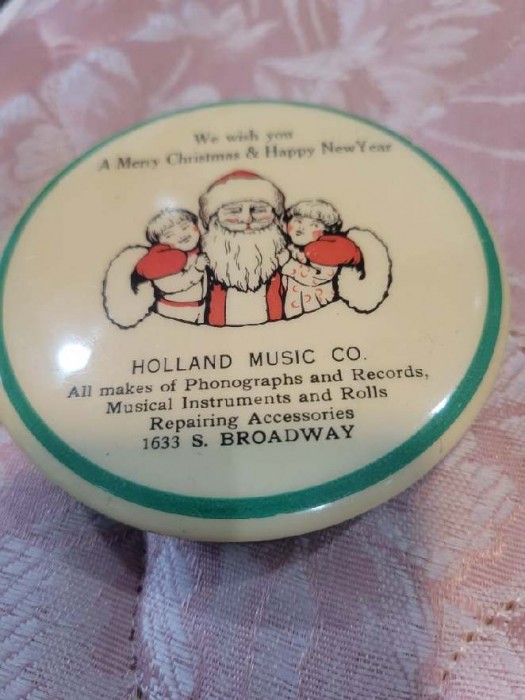 We wish you
A Merry Christmas & Happy New Year
HOLLAND MUSIC CO.
All makes of Phonographs and Records,
Musical Instruments and Rolls
Repairing Accessories
1633 S. BROADWAY